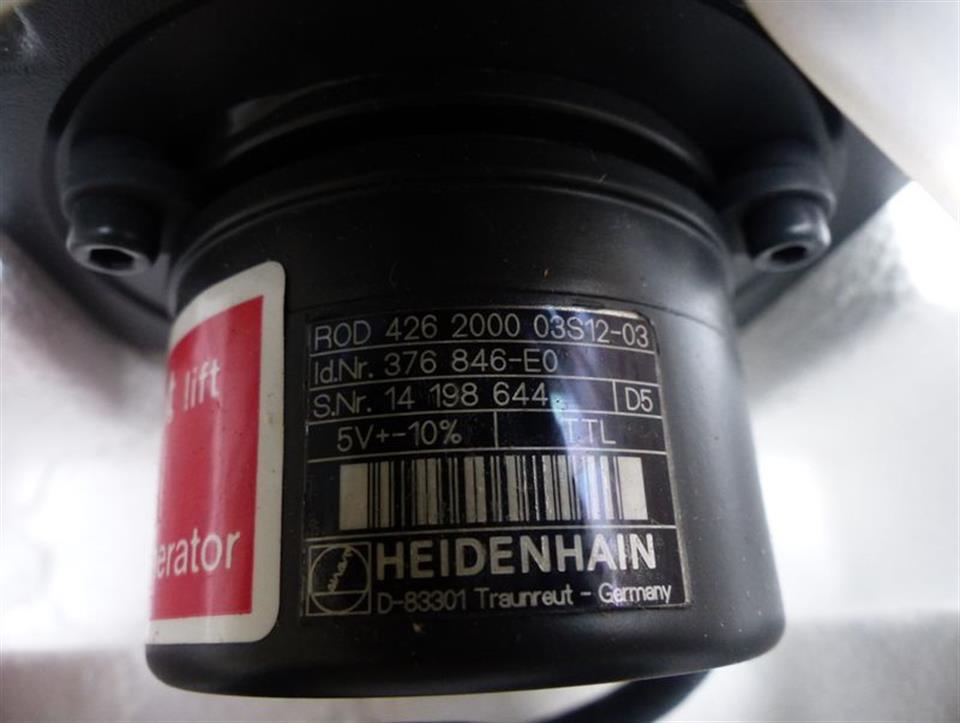 ROD 426 2000 03S12-03
Id.Nr. 376 846-E0
S.Nr. 14 198 644 D5
5V+-10% TTL
HEIDENHAIN
D-83301 Traunreut - Germany
lift